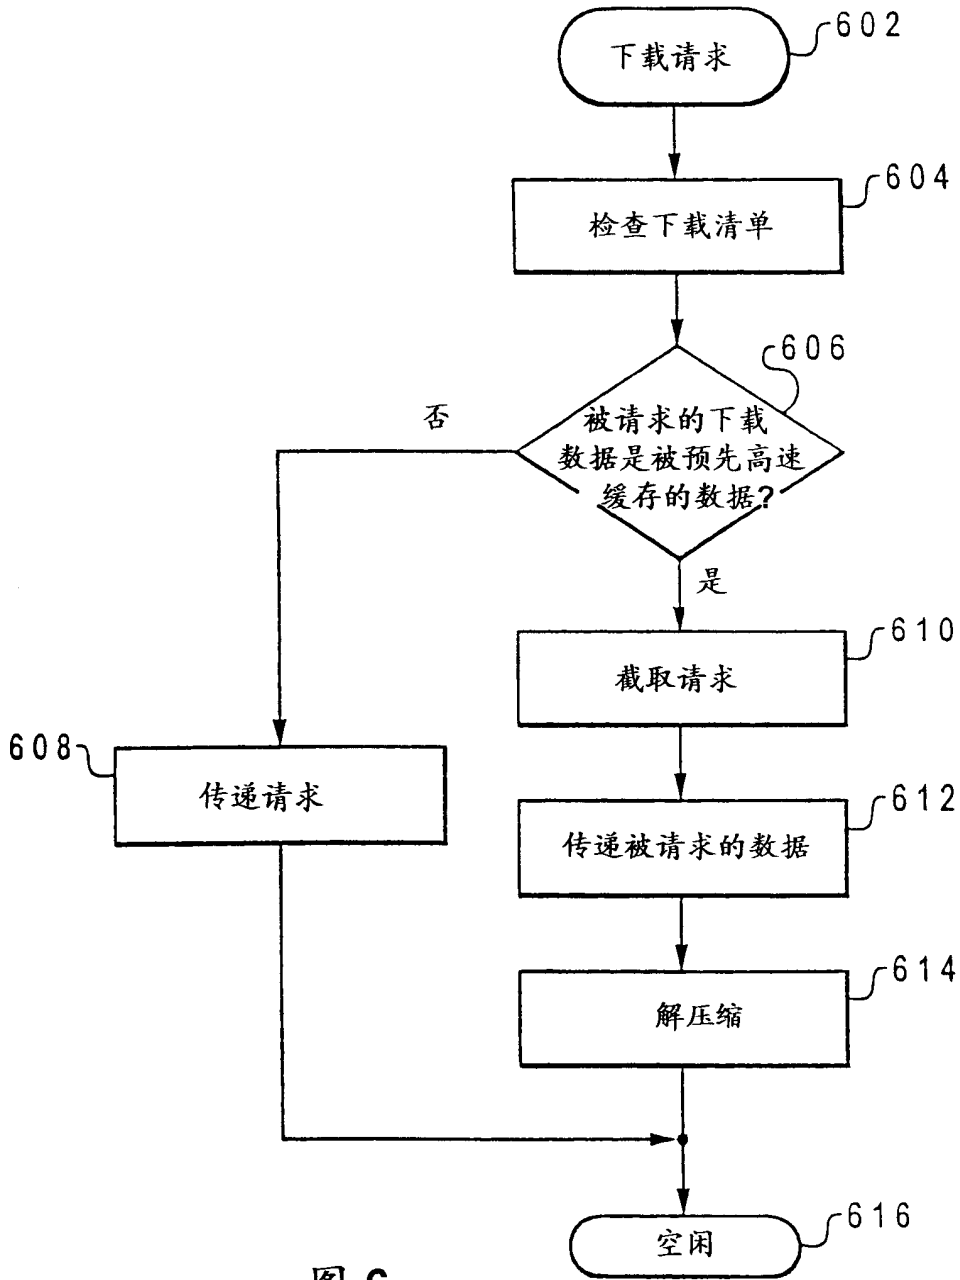 下载请求
602
检查下载清单
604
606
否
被请求的下载
数据是被预先高速
缓存的数据?
是
截取请求
610
608
传递请求
传递被请求的数据
612
解压缩
614
空闲
616
图 6